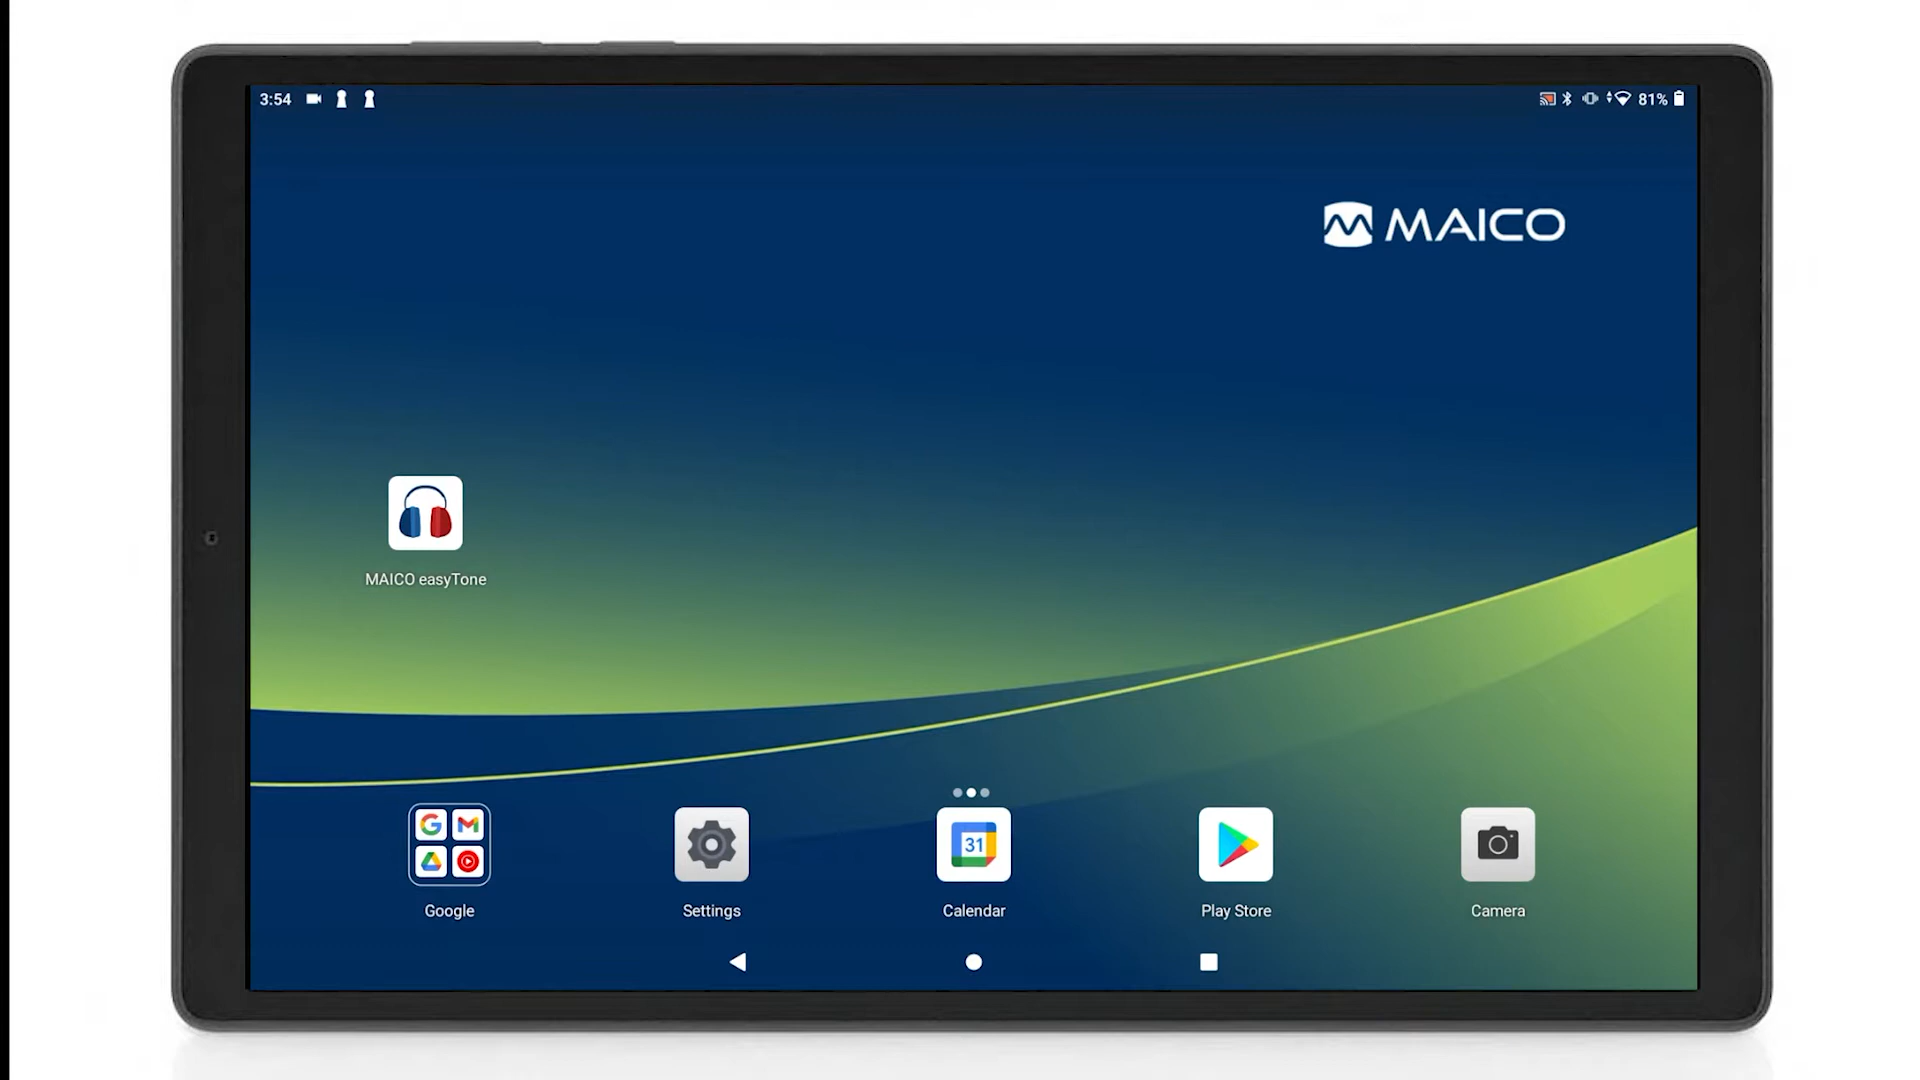 3:54
81%
MAICO
MAICO easyTone
31
Google
Settings
Calendar
Play Store
Camera